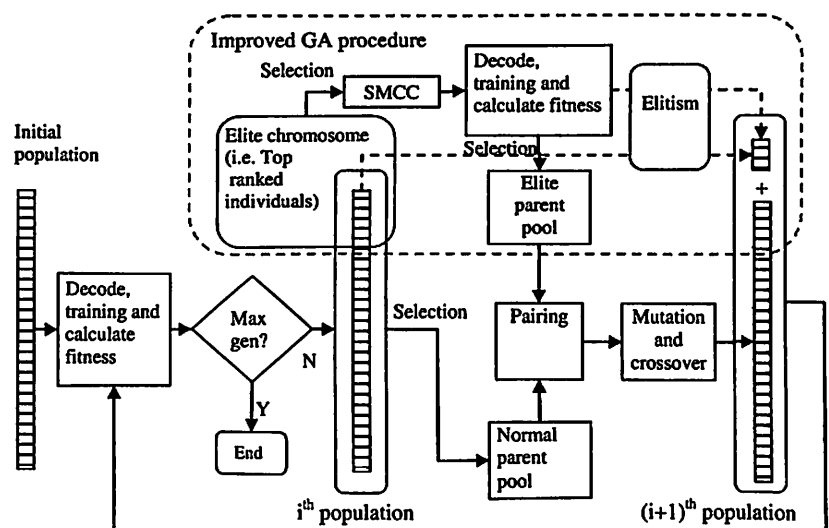 Improved GA procedure
Selection
SMCC
Decode,
training and
calculate fitness
Elitism
Initial
population
Elite chromosome
(i.e. Top
ranked
individuals)
Selection
Elite
parent
pool
+
Decode,
training and
calculate
fitness
Max
gen?
N
Y
End
Selection
Pairing
Mutation
and
crossover
Normal
parent
pool
i^th population
(i+1)^th population